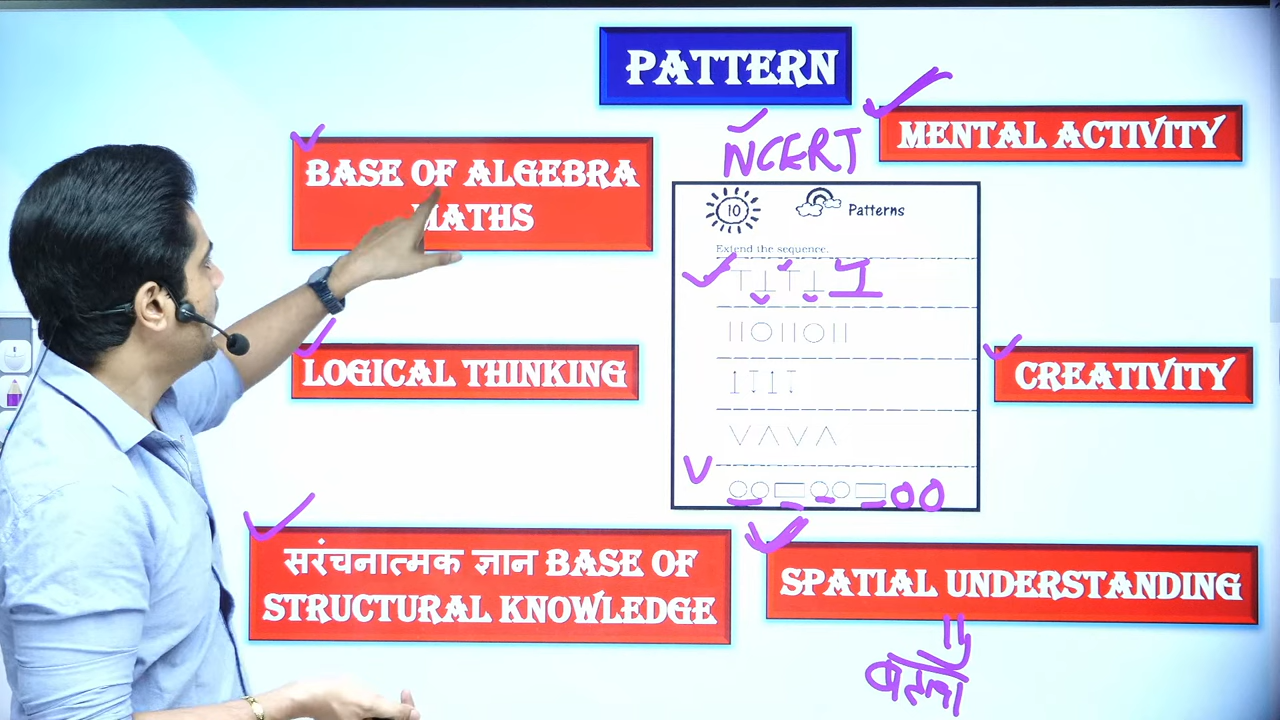 PATTERN
MENTAL ACTIVITY
NCERT
BASE OF ALGEBRA
MATHS
10
Patterns
Extend the sequence.
LOGICAL THINKING
CREATIVITY
सरंचनात्मक ज्ञान BASE OF
STRUCTURAL KNOWLEDGE
SPATIAL UNDERSTANDING